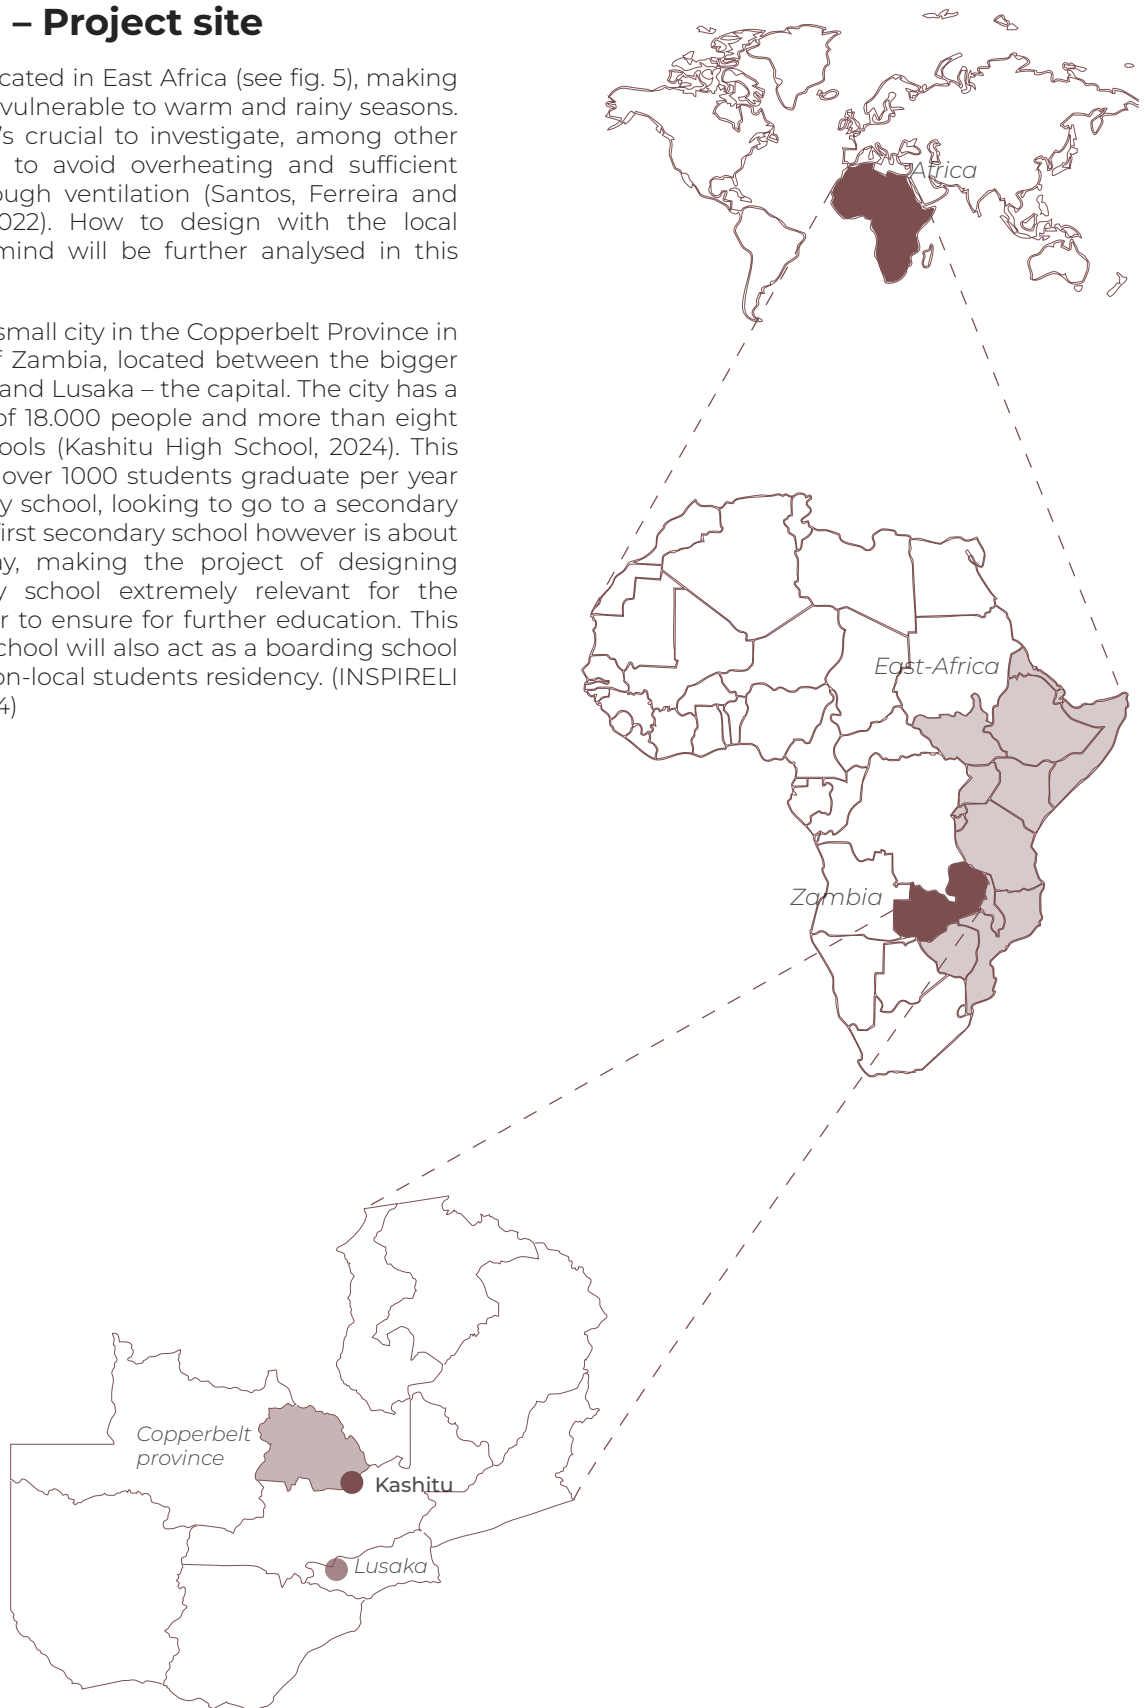 – Project site
cated in East Africa (see fig. 5), making
vulnerable to warm and rainy seasons.
's crucial to investigate, among other
to avoid overheating and sufficient
ough ventilation (Santos, Ferreira and
022). How to design with the local
mind will be further analysed in this
small city in the Copperbelt Province in
f Zambia, located between the bigger
and Lusaka – the capital. The city has a
of 18.000 people and more than eight
ools (Kashitu High School, 2024). This
over 1000 students graduate per year
y school, looking to go to a secondary
first secondary school however is about
ay, making the project of designing
y school extremely relevant for the
r to ensure for further education. This
school will also act as a boarding school
on-local students residency. (INSPIRELI
4)
Africa
East-Africa
Zambia
Copperbelt
province
Kashitu
Lusaka